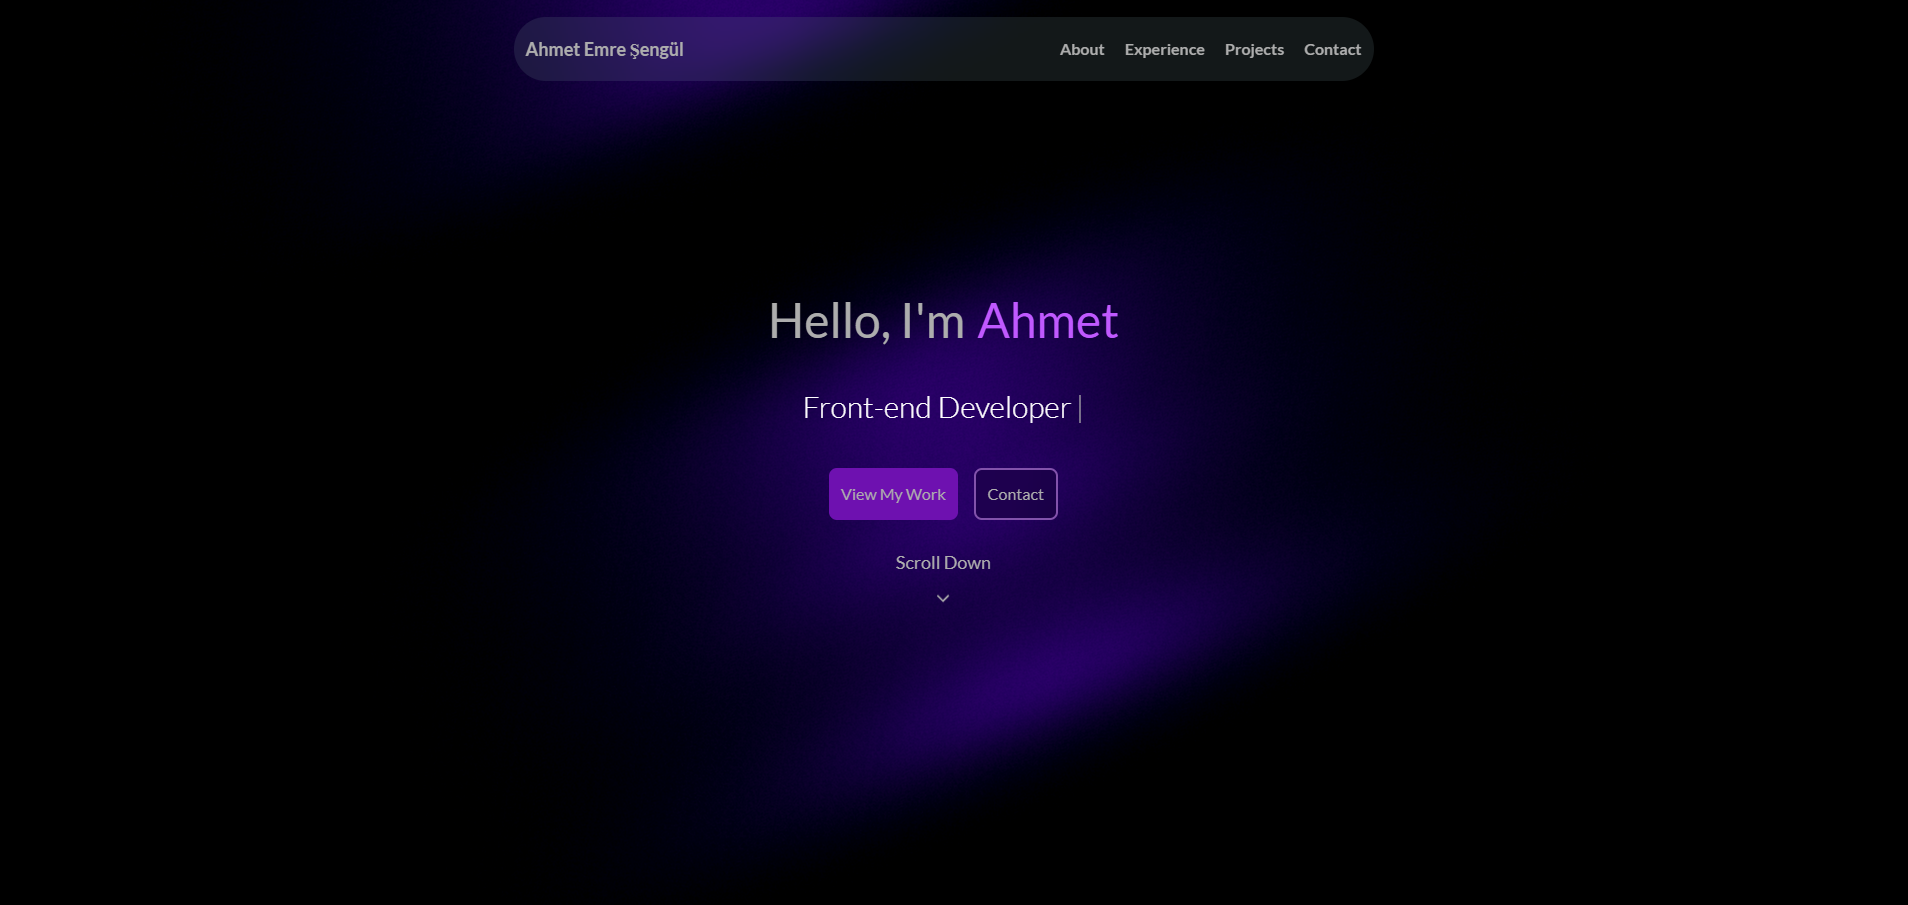 Ahmet Emre Şengül
About Experience Projects Contact
Hello, I'm Ahmet
Front-end Developer |
View My Work Contact
Scroll Down